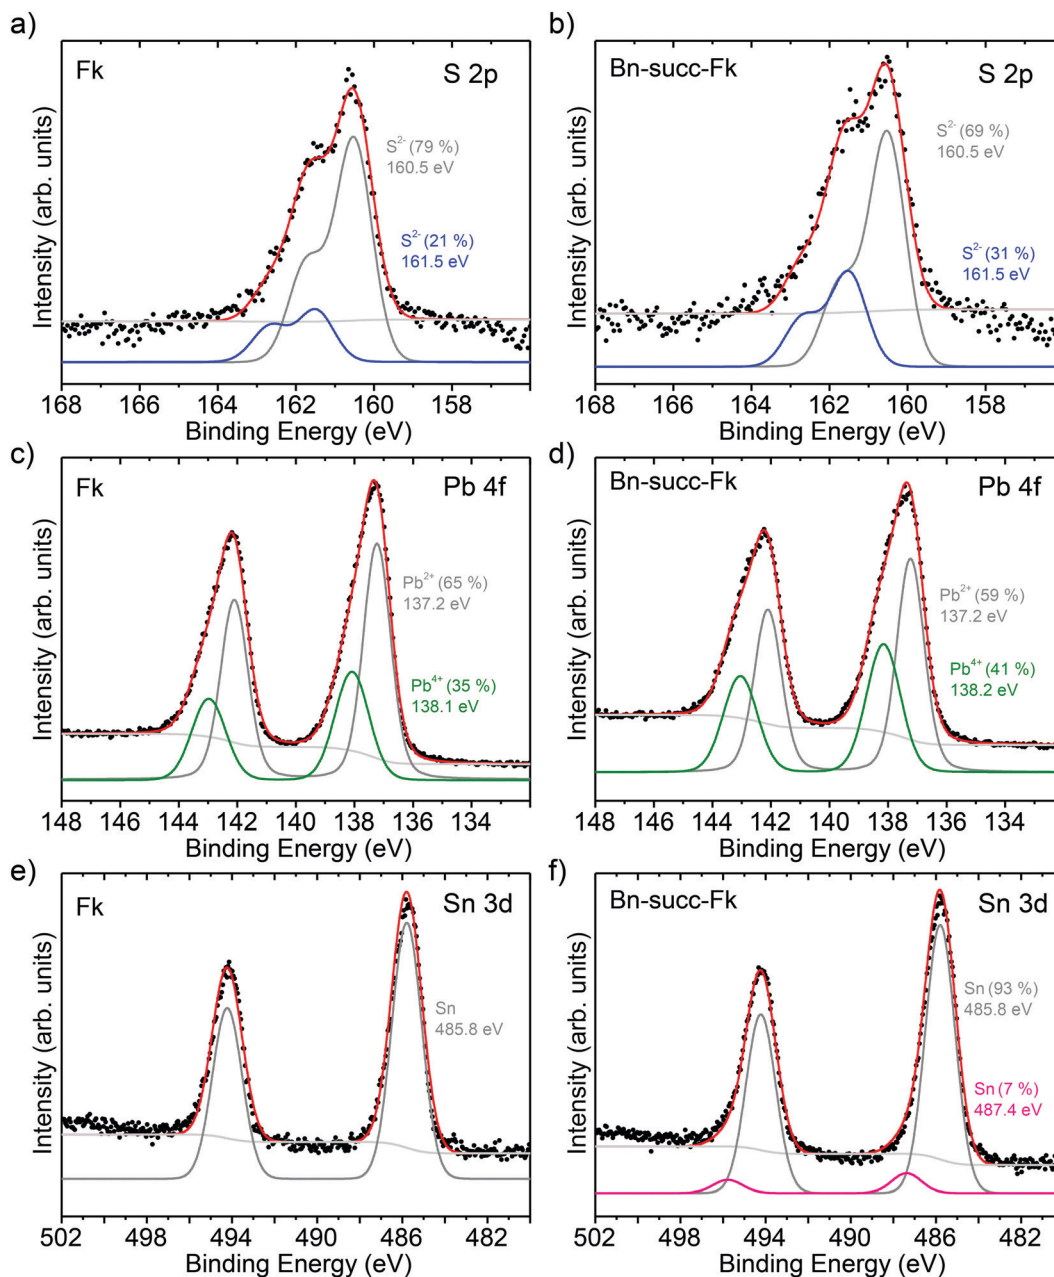 a)
Fk
S 2p
S²⁻ (79 %)
160.5 eV
S²⁻ (21 %)
161.5 eV
Intensity (arb. units)
168 166 164 162 160 158
Binding Energy (eV)
b)
Bn-succ-Fk
S 2p
S²⁻ (69 %)
160.5 eV
S²⁻ (31 %)
161.5 eV
Intensity (arb. units)
168 166 164 162 160 158
Binding Energy (eV)
c)
Fk
Pb 4f
Pb²⁺ (65 %)
137.2 eV
Pb⁴⁺ (35 %)
138.1 eV
Intensity (arb. units)
148 146 144 142 140 138 136 134
Binding Energy (eV)
d)
Bn-succ-Fk
Pb 4f
Pb²⁺ (59 %)
137.2 eV
Pb⁴⁺ (41 %)
138.2 eV
Intensity (arb. units)
148 146 144 142 140 138 136 134
Binding Energy (eV)
e)
Fk
Sn 3d
Sn
485.8 eV
Intensity (arb. units)
502 498 494 490 486 482
Binding Energy (eV)
f)
Bn-succ-Fk
Sn 3d
Sn (93 %)
485.8 eV
Sn (7 %)
487.4 eV
Intensity (arb. units)
502 498 494 490 486 482
Binding Energy (eV)